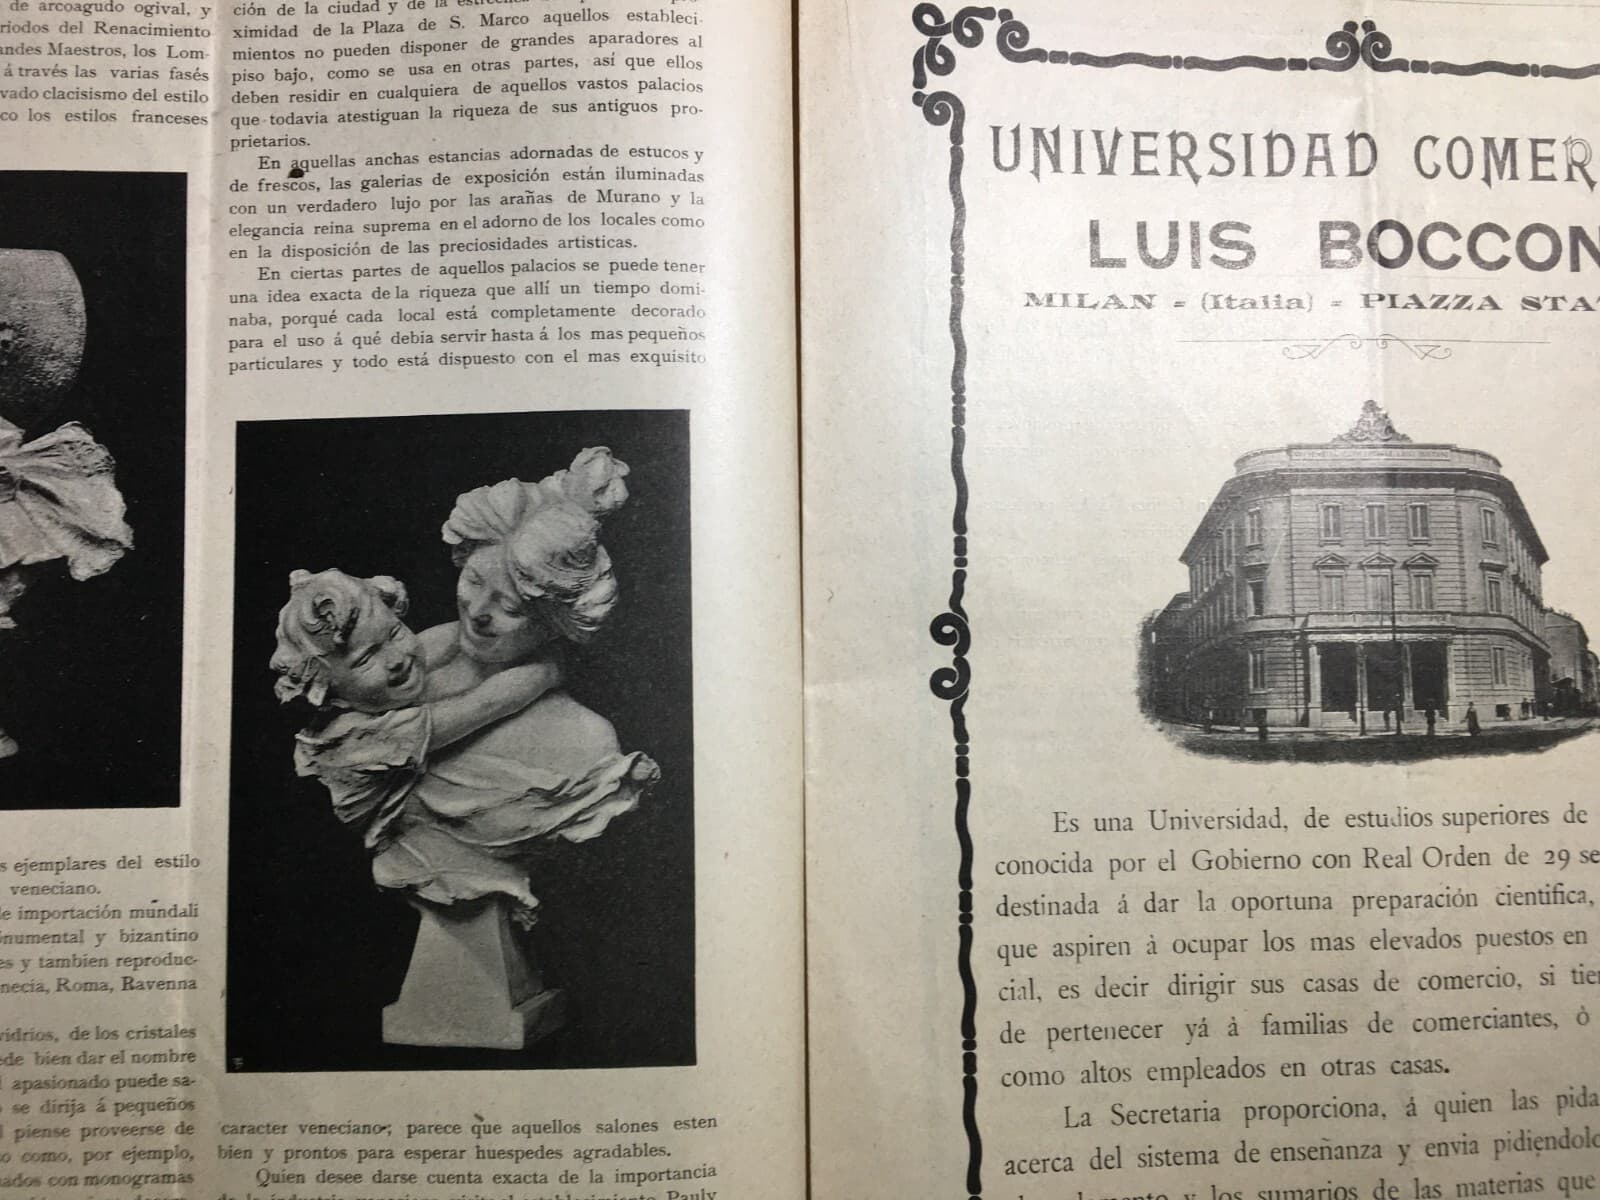 de arcoagudo ogival, y
riodos del Renacimiento
andes Maestros, los Lom-
á través las varias fasés
vado clacisismo del estilo
co los estilos franceses
s ejemplares del estilo
veneciano.
de importación mundali
numental y bizantino
es y tambien reproduc-
necia, Roma, Ravenna
vidrios, de los cristales
ede bien dar el nombre
l apasionado puede sa-
o se dirija á pequeños
l piense proveerse de
o como, por ejemplo,
nados con monogramas
ción de la ciudad y de la
ximidad de la Plaza de S. Marco aquellos estableci-
mientos no pueden disponer de grandes aparadores al
piso bajo, como se usa en otras partes, así que ellos
deben residir en cualquiera de aquellos vastos palacios
que todavia atestiguan la riqueza de sus antiguos pro-
prietarios.
En aquellas anchas estancias adornadas de estucos y
de frescos, las galerias de exposición están iluminadas
con un verdadero lujo por las arañas de Murano y la
elegancia reina suprema en el adorno de los locales como
en la disposición de las preciosidades artisticas.
En ciertas partes de aquellos palacios se puede tener
una idea exacta de la riqueza que allí un tiempo domi-
naba, porqué cada local está completamente decorado
para el uso á qué debia servir hasta á los mas pequeños
particulares y todo está dispuesto con el mas exquisito
caracter veneciano; parece que aquellos salones esten
bien y prontos para esperar huespedes agradables.
Quien desee darse cuenta exacta de la importancia
Pauly
UNIVERSIDAD COMER
LUIS BOCCON
MILAN - (Italia) - PIAZZA STA
Es una Universidad, de estudios superiores de
conocida por el Gobierno con Real Orden de 29 se
destinada á dar la oportuna preparación cientifica,
que aspiren à ocupar los mas elevados puestos en
cial, es decir dirigir sus casas de comercio, si tie
de pertenecer yá à familias de comerciantes, ò
como altos empleados en otras casas.
La Secretaria proporciona, á quien las pida
acerca del sistema de enseñanza y envia pidiendol
y los sumarios de las materias que